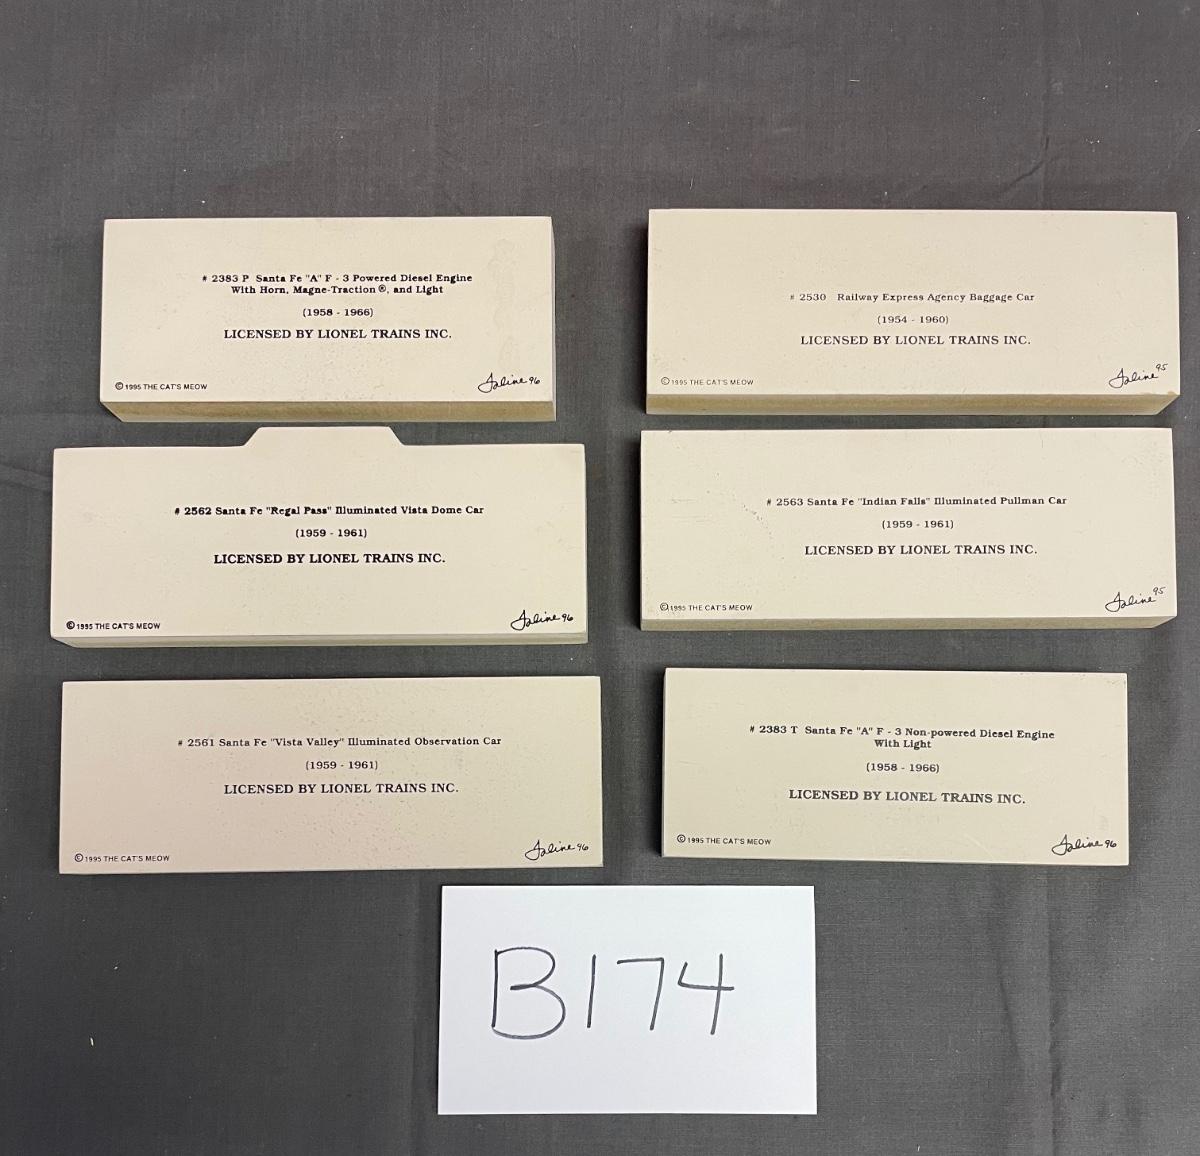 # 2383 P Santa Fe "A" F - 3 Powered Diesel Engine
With Horn, Magne-Traction ®, and Light
(1958 - 1966)
LICENSED BY LIONEL TRAINS INC.
© 1995 THE CAT'S MEOW
Faline 96
# 2530 Railway Express Agency Baggage Car
(1954 - 1960)
LICENSED BY LIONEL TRAINS INC.
© 1995 THE CAT'S MEOW
Faline 95
# 2562 Santa Fe "Regal Pass" Illuminated Vista Dome Car
(1959 - 1961)
LICENSED BY LIONEL TRAINS INC.
© 1995 THE CAT'S MEOW
Faline 96
# 2563 Santa Fe "Indian Falls" Illuminated Pullman Car
(1959 - 1961)
LICENSED BY LIONEL TRAINS INC.
© 1995 THE CAT'S MEOW
Faline 95
# 2561 Santa Fe "Vista Valley" Illuminated Observation Car
(1959 - 1961)
LICENSED BY LIONEL TRAINS INC.
© 1995 THE CAT'S MEOW
Faline 96
# 2383 T Santa Fe "A" F - 3 Non-powered Diesel Engine
With Light
(1958 - 1966)
LICENSED BY LIONEL TRAINS INC.
© 1995 THE CAT'S MEOW
Faline 96
B174